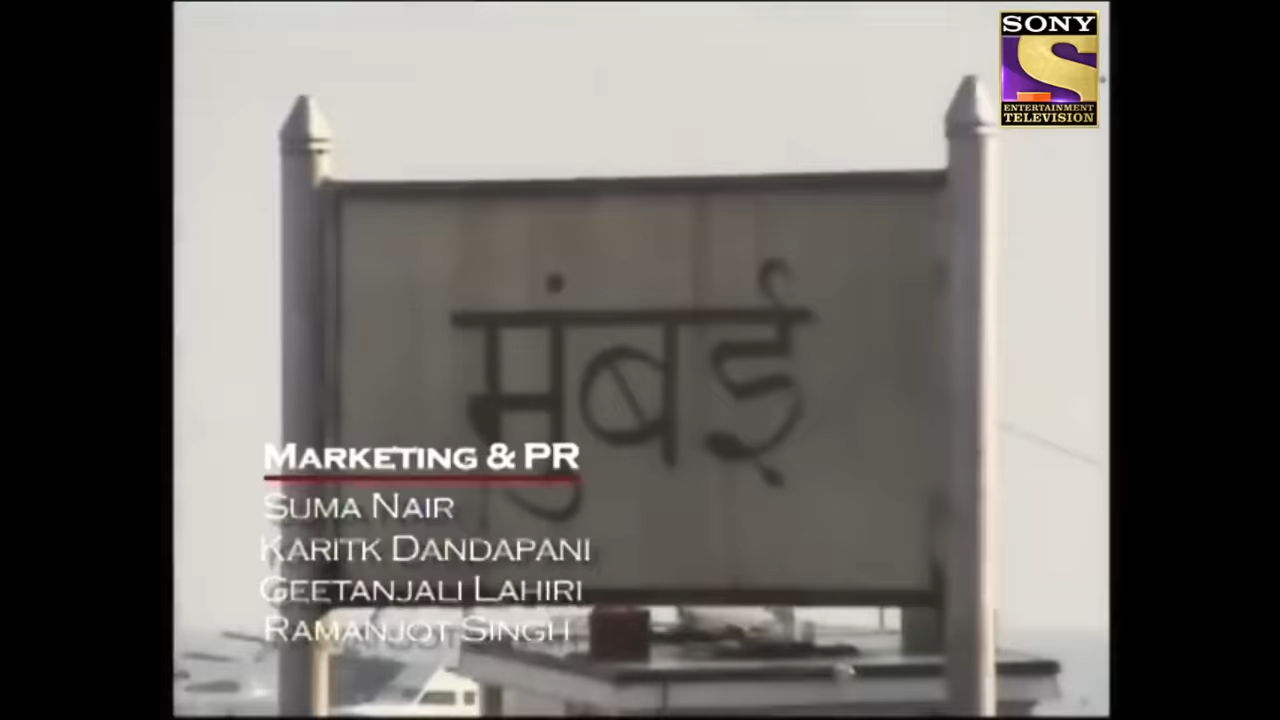 SONY
ENTERTAINMENT
TELEVISION
मुंबई
MARKETING & PR
SUMA NAIR
KARITK DANDAPANI
GEETANJALI LAHIRI
RAMANJOT SINGH